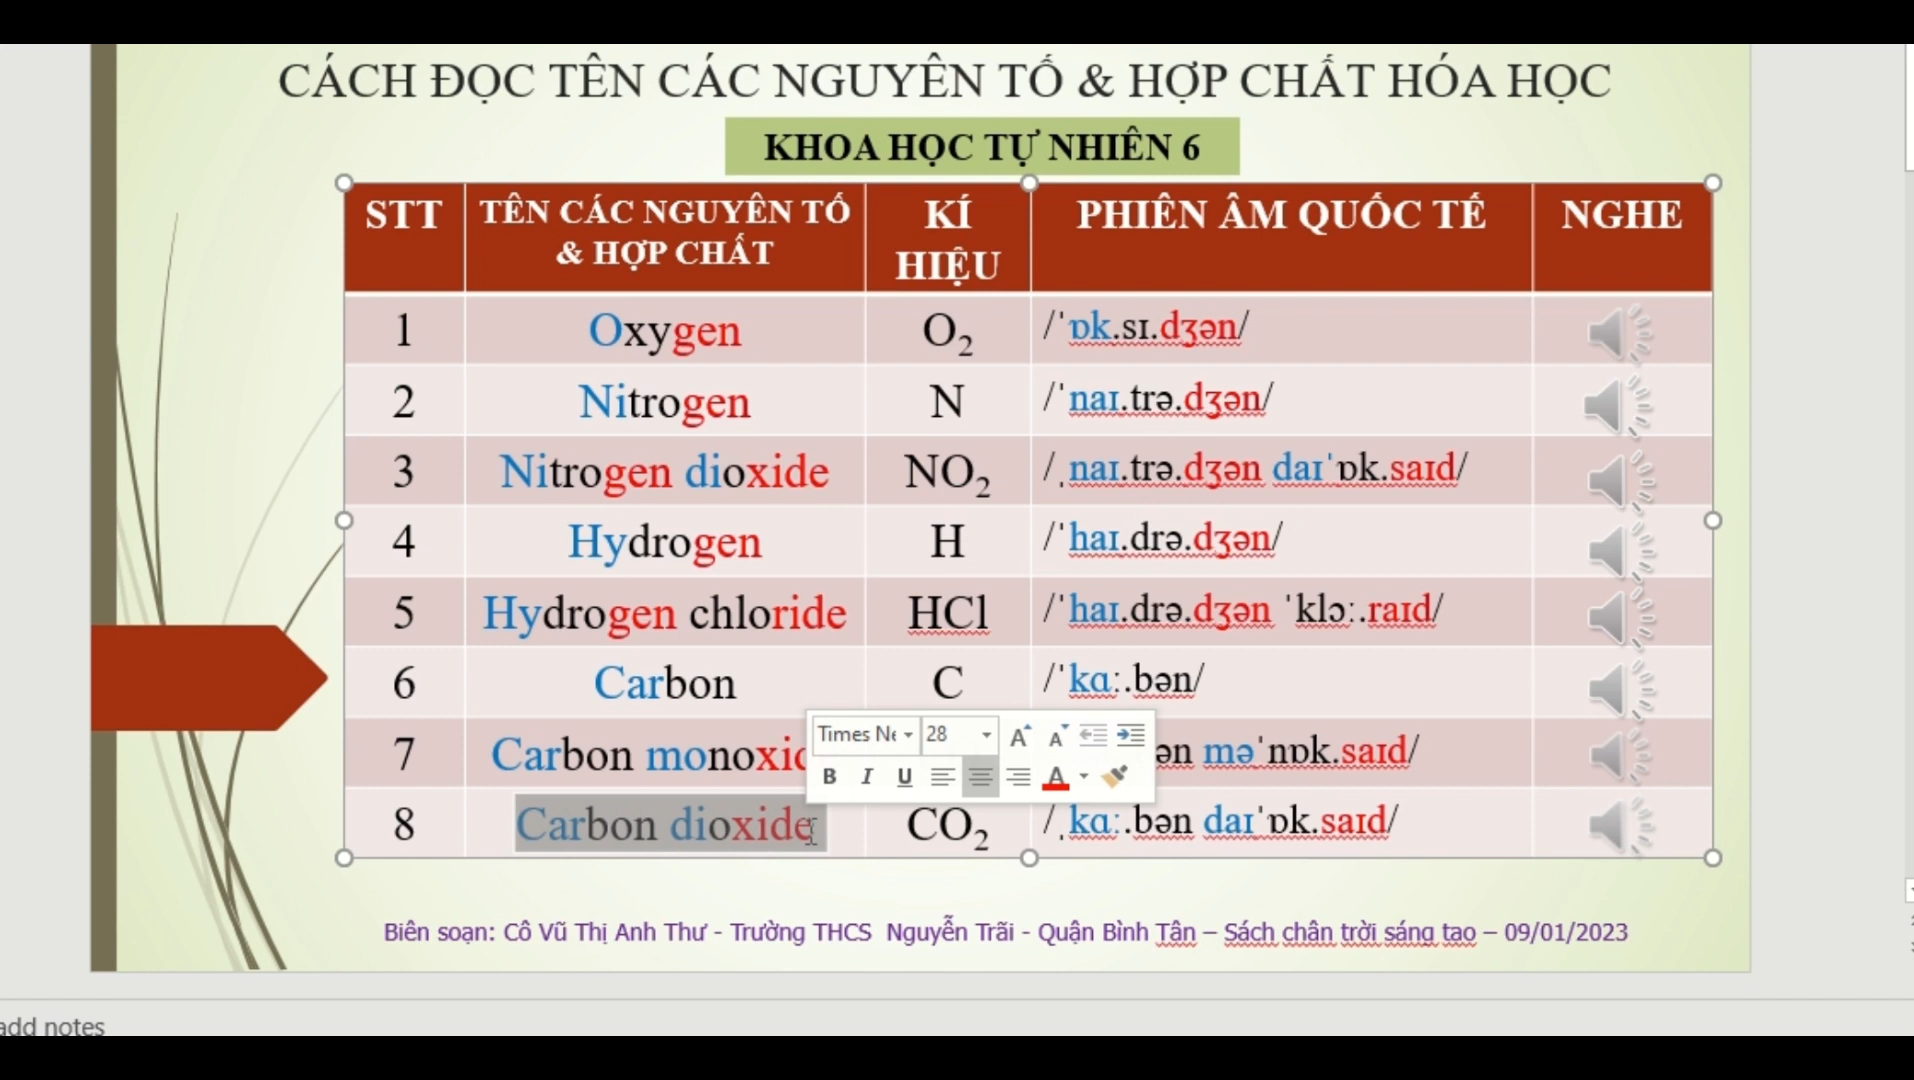 CÁCH ĐỌC TÊN CÁC NGUYÊN TỐ & HỢP CHẤT HÓA HỌC
KHOA HỌC TỰ NHIÊN 6
STT TÊN CÁC NGUYÊN TỐ & HỢP CHẤT KÍ HIỆU PHIÊN ÂM QUỐC TẾ NGHE
1 Oxygen O₂ /ˈɒk.sɪ.dʒən/
2 Nitrogen N /ˈnaɪ.trə.dʒən/
3 Nitrogen dioxide NO₂ /ˌnaɪ.trə.dʒən daɪˈɒk.saɪd/
4 Hydrogen H /ˈhaɪ.drə.dʒən/
5 Hydrogen chloride HCl /ˈhaɪ.drə.dʒən ˈklɔː.raɪd/
6 Carbon C /ˈkɑː.bən/
Times Ne 28
7 Carbon monoxid ən məˈnɒk.saɪd/
B I U A
8 Carbon dioxide CO₂ /ˌkɑː.bən daɪˈɒk.saɪd/
Biên soạn: Cô Vũ Thị Anh Thư - Trường THCS Nguyễn Trãi - Quận Bình Tân – Sách chân trời sáng tao – 09/01/2023
add notes